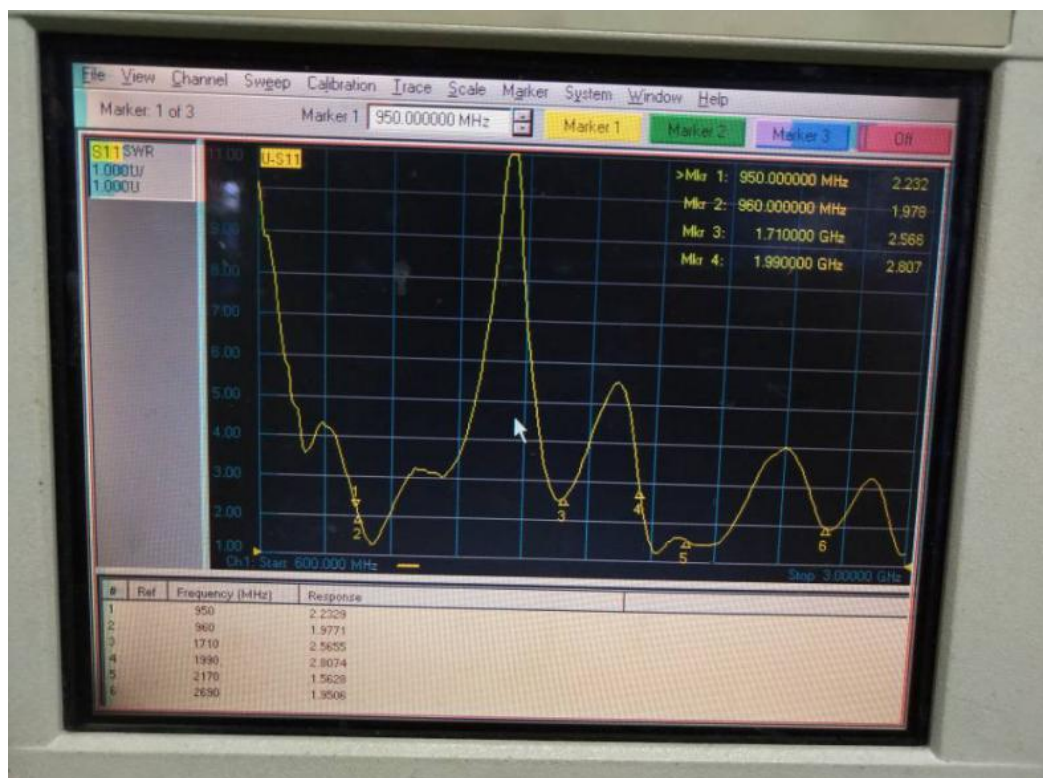 File View Channel Sweep Calibration Trace Scale Marker System Window Help
Marker: 1 of 3 Marker 1 950.000000 MHz Marker 1 Marker 2 Marker 3 Off
S11 SWR
1.000U/
1.000U
U-S11
11.00
9.00
8.00
7.00
6.00
5.00
4.00
3.00
2.00
1.00
>Mkr 1: 950.000000 MHz 2.232
Mkr 2: 960.000000 MHz 1.978
Mkr 3: 1.710000 GHz 2.566
Mkr 4: 1.990000 GHz 2.807
1
2
3
4
5
6
Ch1: Start 600.000 MHz
Stop 3.00000 GHz
# Ref Frequency (MHz) Response
1 950 2.2329
2 960 1.9771
3 1710 2.5655
4 1990 2.8074
5 2170 1.5628
6 2690 1.9506